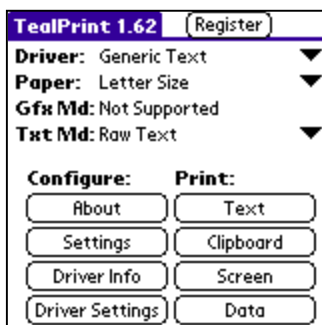 TealPrint 1.62 Register
Driver: Generic Text
Paper: Letter Size
Gfx Md: Not Supported
Txt Md: Raw Text
Configure: Print:
About Text
Settings Clipboard
Driver Info Screen
Driver Settings Data